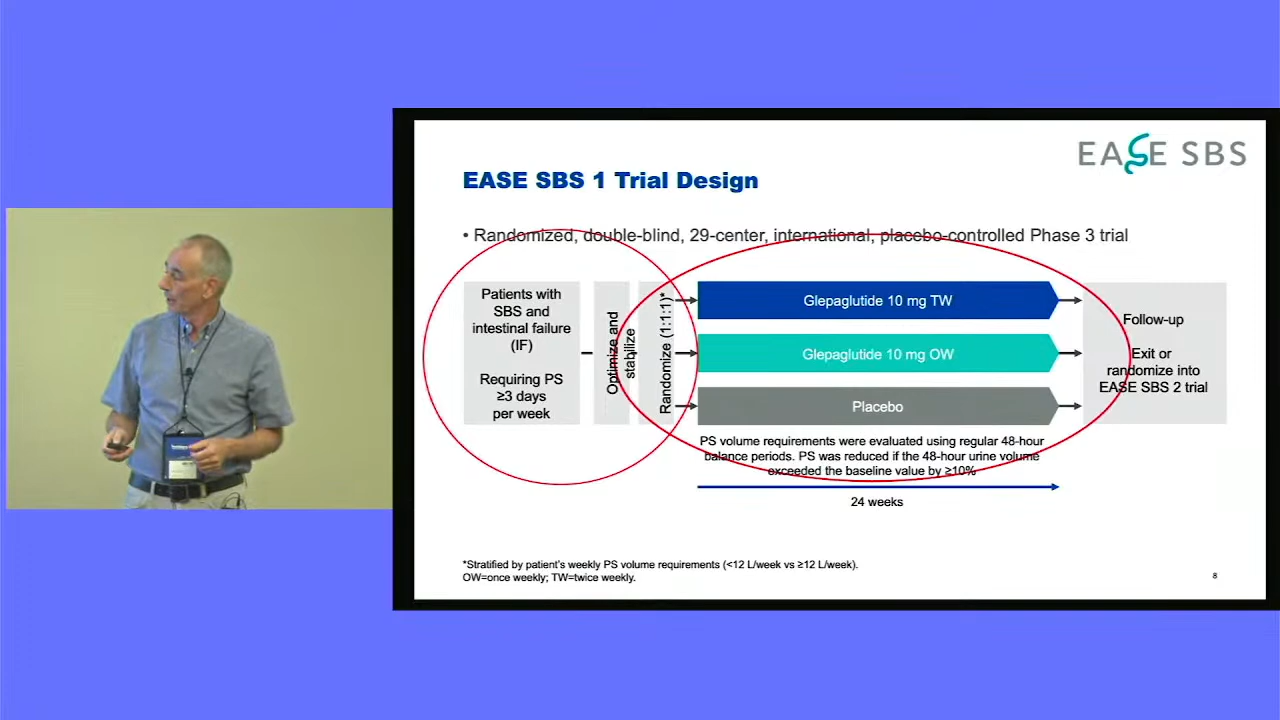 EASE SBS
EASE SBS 1 Trial Design
• Randomized, double-blind, 29-center, international, placebo-controlled Phase 3 trial
Patients with
SBS and
intestinal failure
(IF)
Requiring PS
≥3 days
per week
Optimize and
stabilize
Randomize (1:1:1)*
Glepaglutide 10 mg TW
Glepaglutide 10 mg OW
Placebo
Follow-up
Exit or
randomize into
EASE SBS 2 trial
PS volume requirements were evaluated using regular 48-hour
balance periods. PS was reduced if the 48-hour urine volume
exceeded the baseline value by ≥10%
24 weeks
*Stratified by patient's weekly PS volume requirements (<12 L/week vs ≥12 L/week).
OW=once weekly; TW=twice weekly.
8